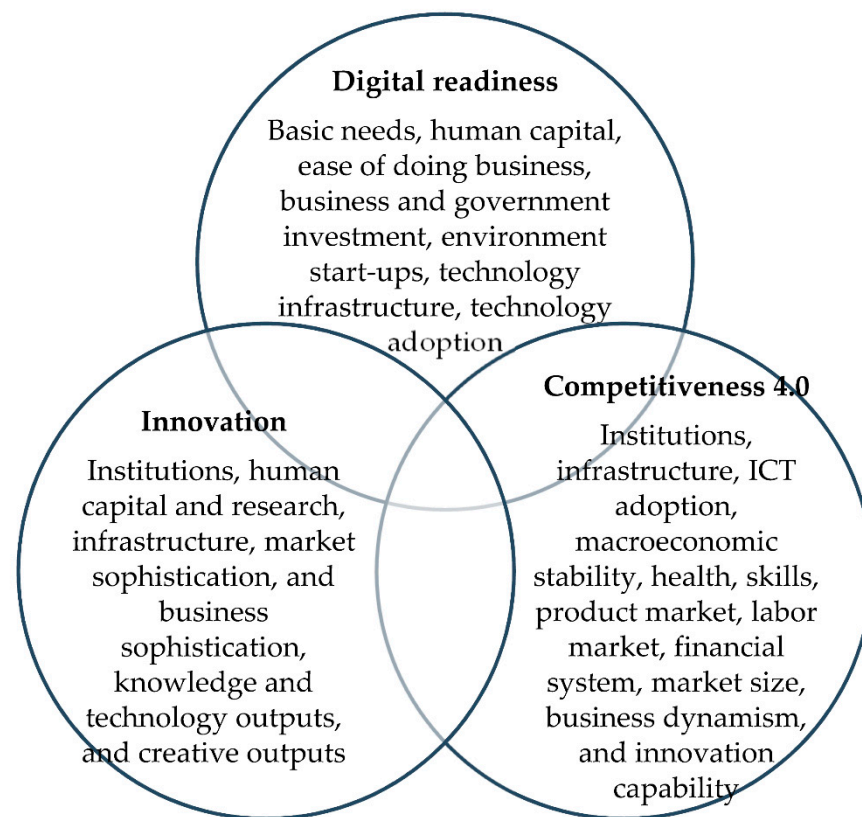 Digital readiness
Basic needs, human capital,
ease of doing business,
business and government
investment, environment
start-ups, technology
infrastructure, technology
adoption
Innovation
Institutions, human
capital and research,
infrastructure, market
sophistication, and
business
sophistication,
knowledge and
technology outputs,
and creative outputs
Competitiveness 4.0
Institutions,
infrastructure, ICT
adoption,
macroeconomic
stability, health, skills,
product market, labor
market, financial
system, market size,
business dynamism,
and innovation
capability